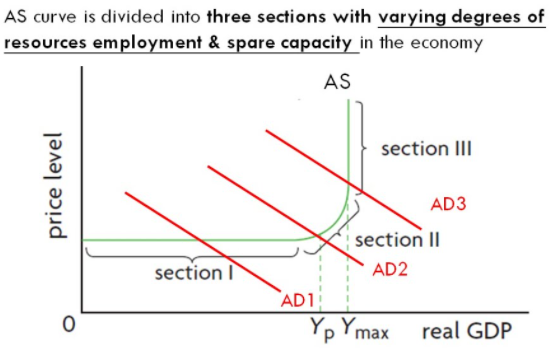 AS curve is divided into three sections with varying degrees of
resources employment & spare capacity in the economy
AS
price level
section III
AD3
section II
section I
AD2
AD1
0
Yp Ymax
real GDP